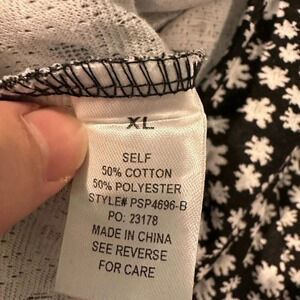 XL
SELF
50% COTTON
50% POLYESTER
STYLE# PSP4696-B
PO: 23178
MADE IN CHINA
SEE REVERSE
FOR CARE